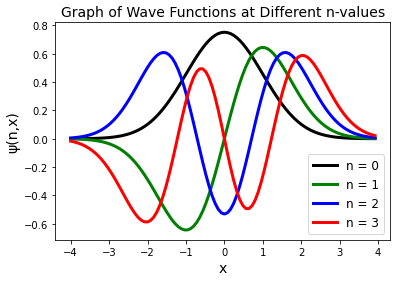 Graph of Wave Functions at Different n-values
ψ(n,x)
0.8
0.6
0.4
0.2
0.0
−0.2
−0.4
−0.6
−4
−3
−2
−1
0
1
2
3
4
x
n = 0
n = 1
n = 2
n = 3